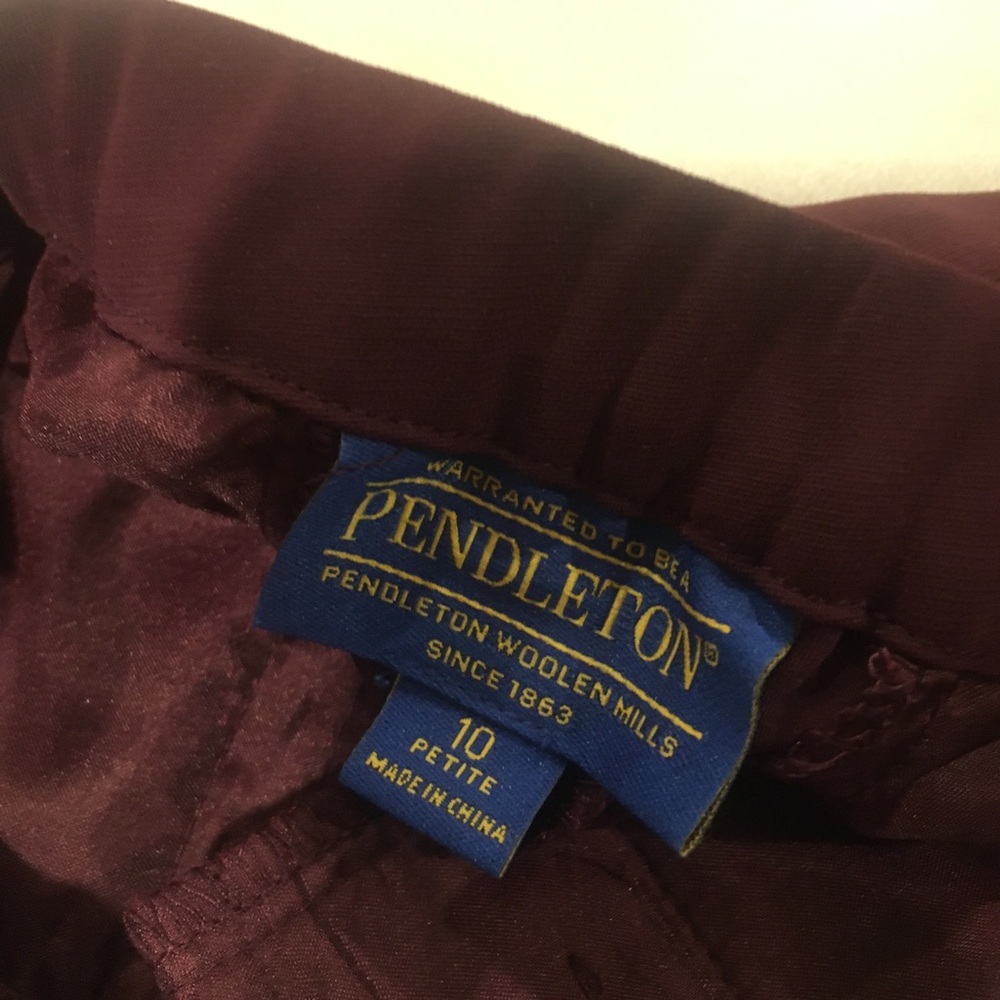 WARRANTED TO BE A
PENDLETON®
PENDLETON WOOLEN MILLS
SINCE 1863
10
PETITE
MADE IN CHINA